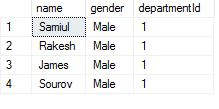 name gender departmentId
1 Samiul Male 1
2 Rakesh Male 1
3 James Male 1
4 Sourov Male 1